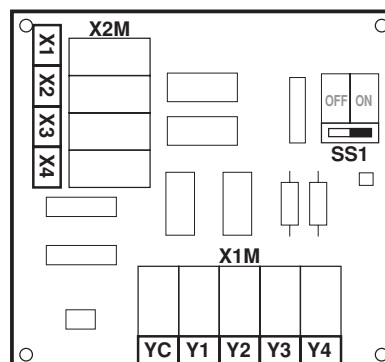 X2M
X1
X2
X3
X4
OFF ON
SS1
X1M
YC Y1 Y2 Y3 Y4